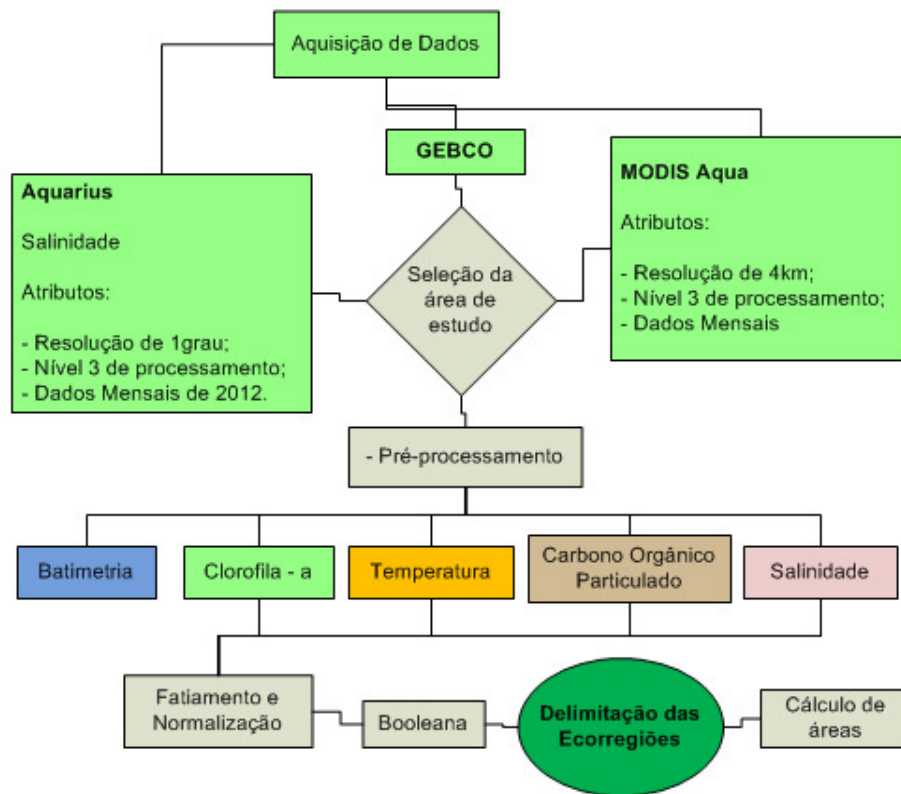 Aquisição de Dados
GEBCO
Aquarius
Salinidade
Atributos:
- Resolução de 1grau;
- Nível 3 de processamento;
- Dados Mensais de 2012.
Seleção da
área de
estudo
MODIS Aqua
Atributos:
- Resolução de 4km;
- Nível 3 de processamento;
- Dados Mensais
- Pré-processamento
Batimetria
Clorofila - a
Temperatura
Carbono Orgânico
Particulado
Salinidade
Fatiamento e
Normalização
Booleana
Delimitação das
Ecorregiões
Cálculo de
áreas